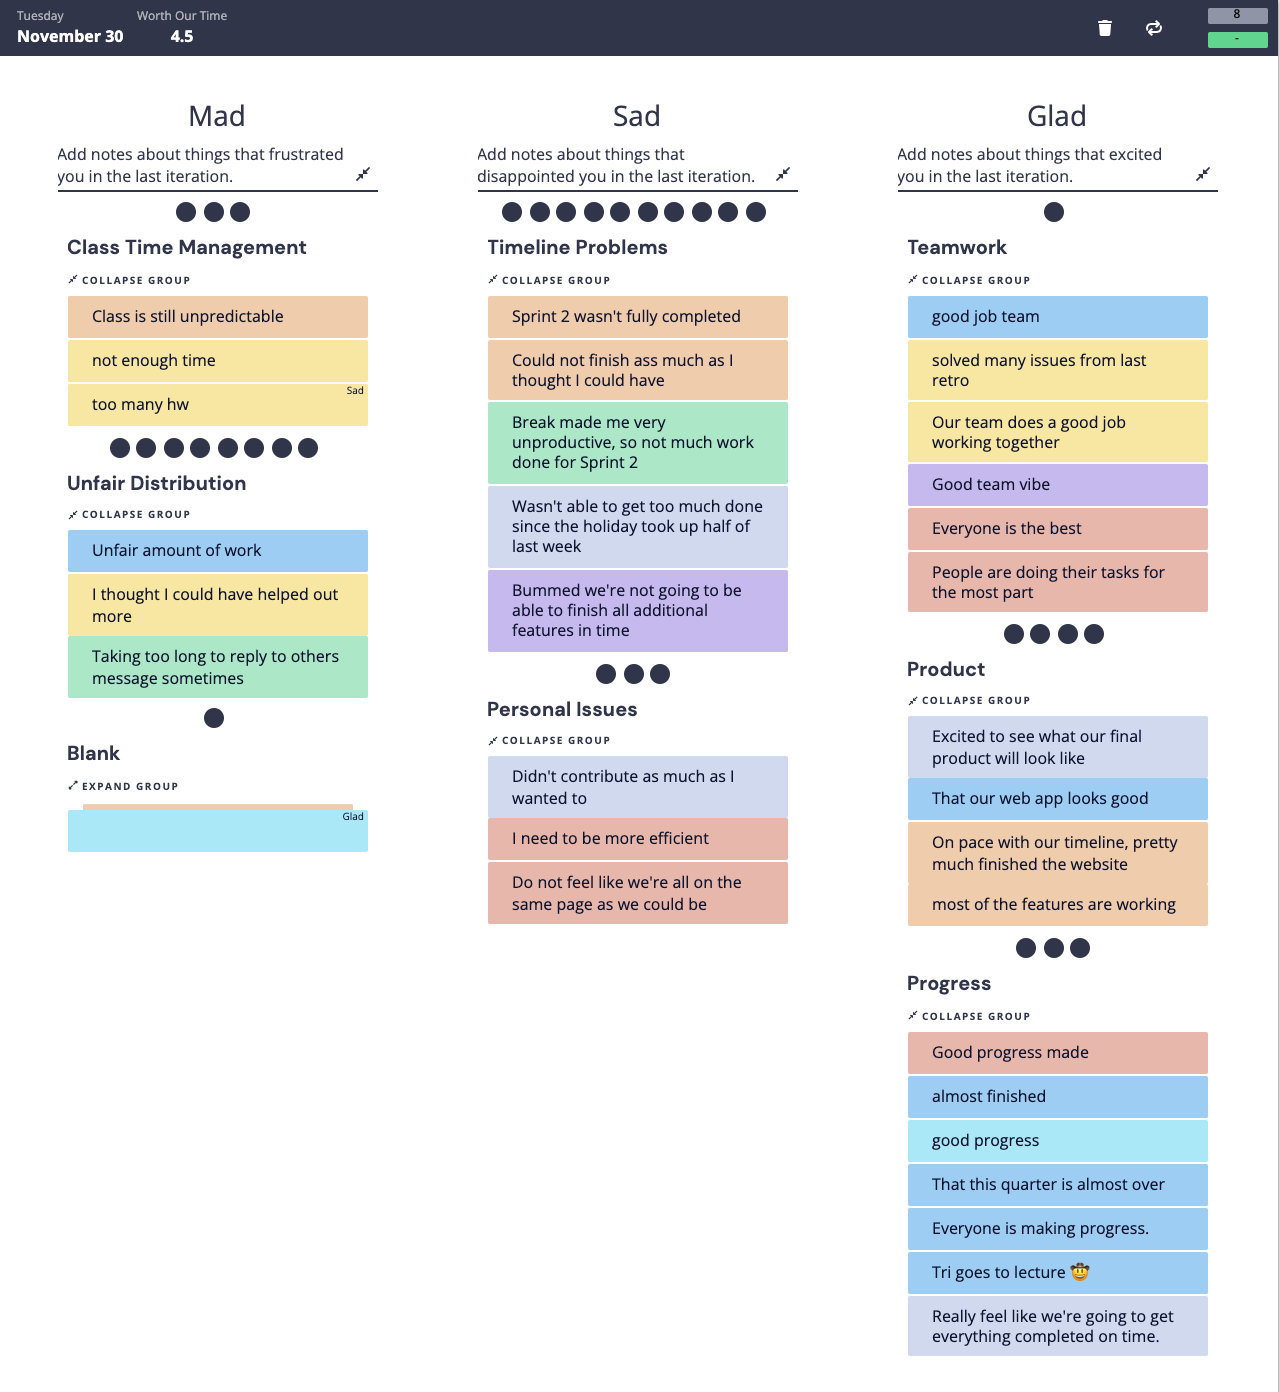 Tuesday
November 30
Worth Our Time
4.5
8
-
Mad
Add notes about things that frustrated
you in the last iteration.
Class Time Management
COLLAPSE GROUP
Class is still unpredictable
not enough time
Sad
too many hw
Unfair Distribution
COLLAPSE GROUP
Unfair amount of work
I thought I could have helped out
more
Taking too long to reply to others
message sometimes
Blank
EXPAND GROUP
Glad
Sad
Add notes about things that
disappointed you in the last iteration.
Timeline Problems
COLLAPSE GROUP
Sprint 2 wasn't fully completed
Could not finish ass much as I
thought I could have
Break made me very
unproductive, so not much work
done for Sprint 2
Wasn't able to get too much done
since the holiday took up half of
last week
Bummed we're not going to be
able to finish all additional
features in time
Personal Issues
COLLAPSE GROUP
Didn't contribute as much as I
wanted to
I need to be more efficient
Do not feel like we're all on the
same page as we could be
Glad
Add notes about things that excited
you in the last iteration.
Teamwork
COLLAPSE GROUP
good job team
solved many issues from last
retro
Our team does a good job
working together
Good team vibe
Everyone is the best
People are doing their tasks for
the most part
Product
COLLAPSE GROUP
Excited to see what our final
product will look like
That our web app looks good
On pace with our timeline, pretty
much finished the website
most of the features are working
Progress
COLLAPSE GROUP
Good progress made
almost finished
good progress
That this quarter is almost over
Everyone is making progress.
Tri goes to lecture 🤠
Really feel like we're going to get
everything completed on time.